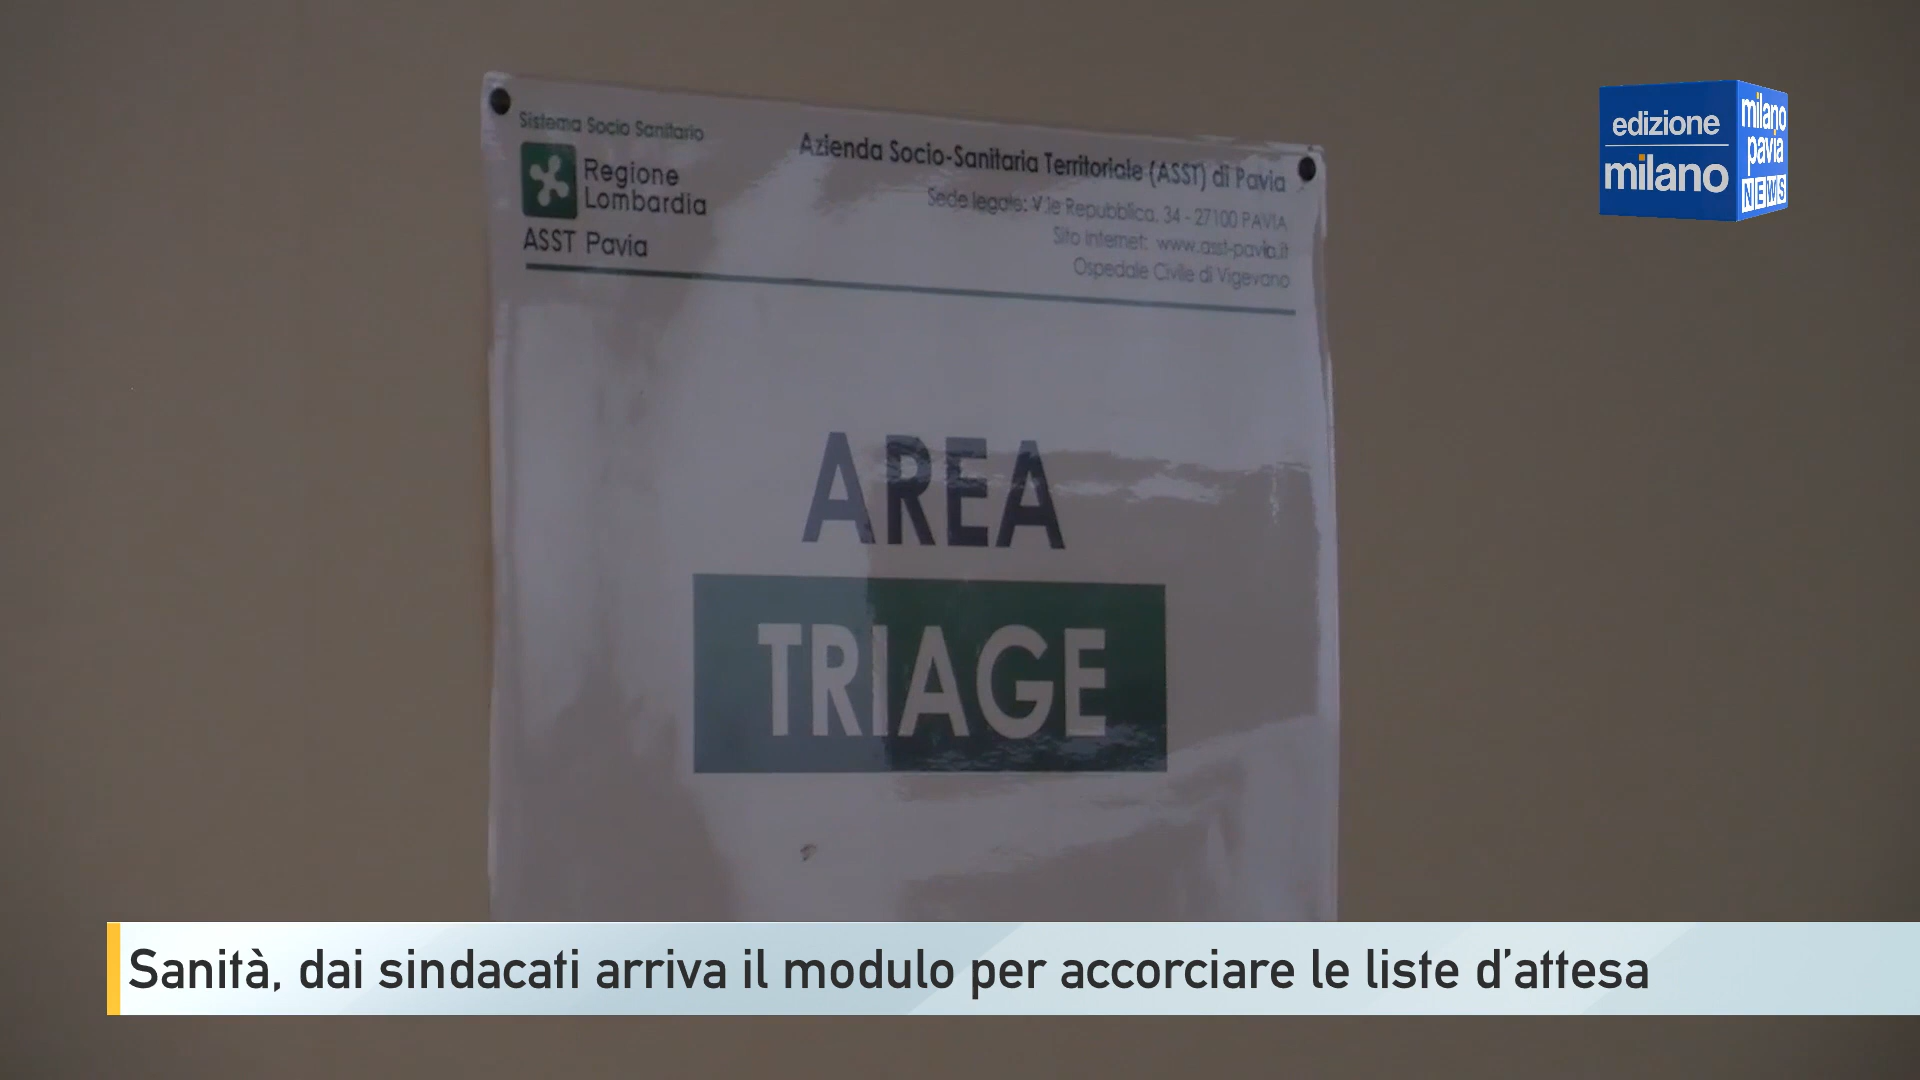 Sistema Socio Sanitario
Regione
Lombardia
ASST Pavia
Azienda Socio-Sanitaria Territoriale (ASST) di Pavia
Sede legale: V.le Repubblica, 34 - 27100 PAVIA
Sito internet: www.asst-pavia.it
Ospedale Civile di Vigevano
AREA
TRIAGE
edizione
milano
milano
pavia
NEWS
Sanità, dai sindacati arriva il modulo per accorciare le liste d'attesa